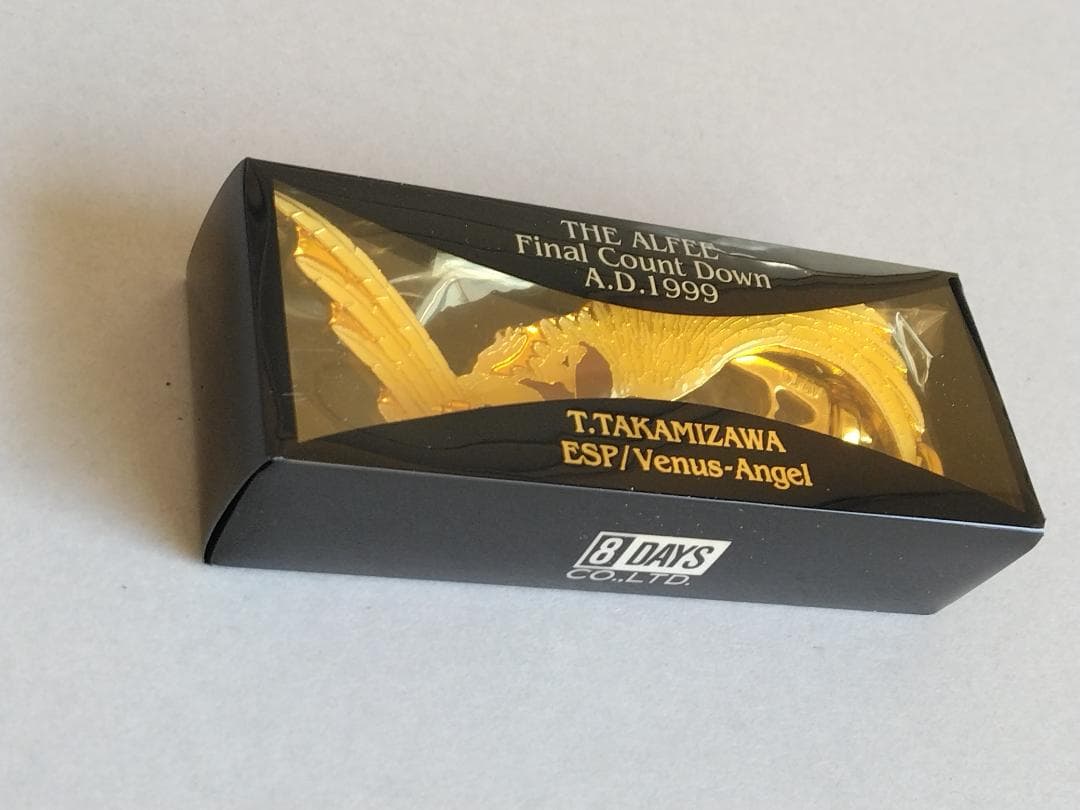 THE ALFEE
Final Count Down
A.D.1999
T.TAKAMIZAWA
ESP/Venus-Angel
8 DAYS
CO.,LTD.